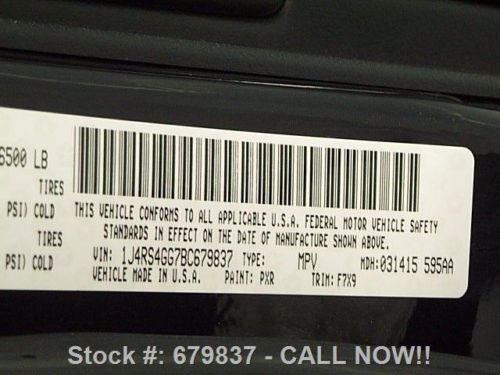 6500 LB
TIRES
PSI) COLD
TIRES
PSI) COLD
THIS VEHICLE CONFORMS TO ALL APPLICABLE U.S.A. FEDERAL MOTOR VEHICLE SAFETY
STANDARDS IN EFFECT ON THE DATE OF MANUFACTURE SHOWN ABOVE.
VIN: 1J4RS4GG7BC679837 TYPE: MPV MDH: 031415 595AA
VEHICLE MADE IN U.S.A. PAINT: PXR TRIM: F7X9
Stock #: 679837 - CALL NOW!!